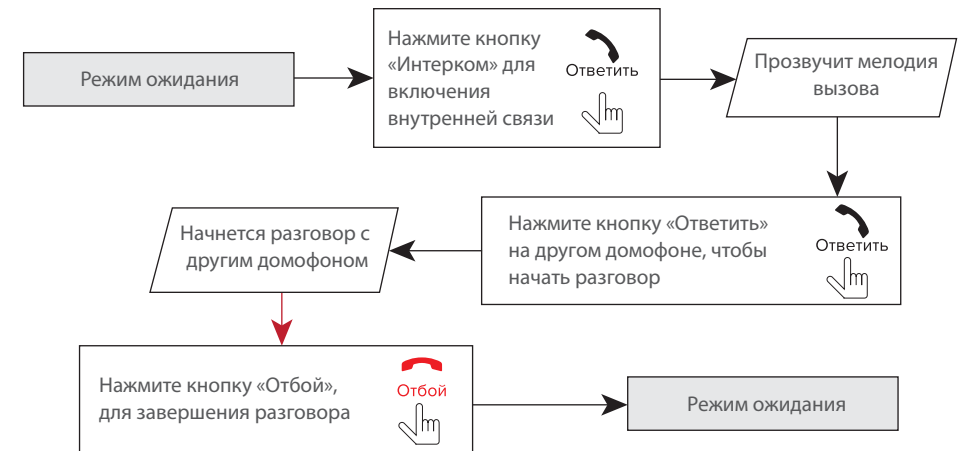 Режим ожидания
Нажмите кнопку
«Интерком» для
включения
внутренней связи
Ответить
Прозвучит мелодия
вызова
Нажмите кнопку «Ответить»
на другом домофоне, чтобы
начать разговор
Ответить
Начнется разговор с
другим домофоном
Нажмите кнопку «Отбой»,
для завершения разговора
Отбой
Режим ожидания